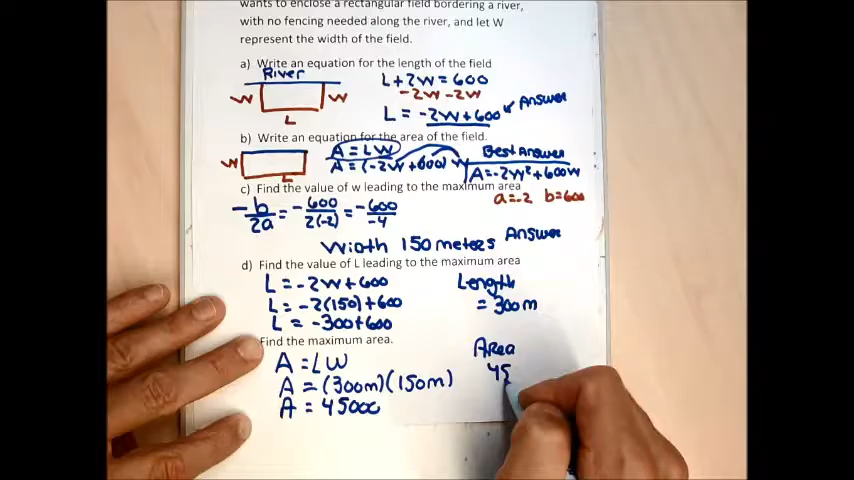 wants to enclose a rectangular field bordering a river,
with no fencing needed along the river, and let W
represent the width of the field.
a) Write an equation for the length of the field
River
L+2W=600
-2W -2W
W
W
L
L = -2W+600 Answer
b) Write an equation for the area of the field.
W
L
A = LW
A = (-2W+600) W
Best Answer
A=-2W²+600W
c) Find the value of w leading to the maximum area
a=-2 b=600
-b/2a = -600/2(-2) = -600/-4
Width 150 meters Answer
d) Find the value of L leading to the maximum area
L = -2W+600
L = -2(150)+600
L = -300+600
Length
= 300m
Find the maximum area.
A = LW
A = (300m)(150m)
A = 45000
Area
45